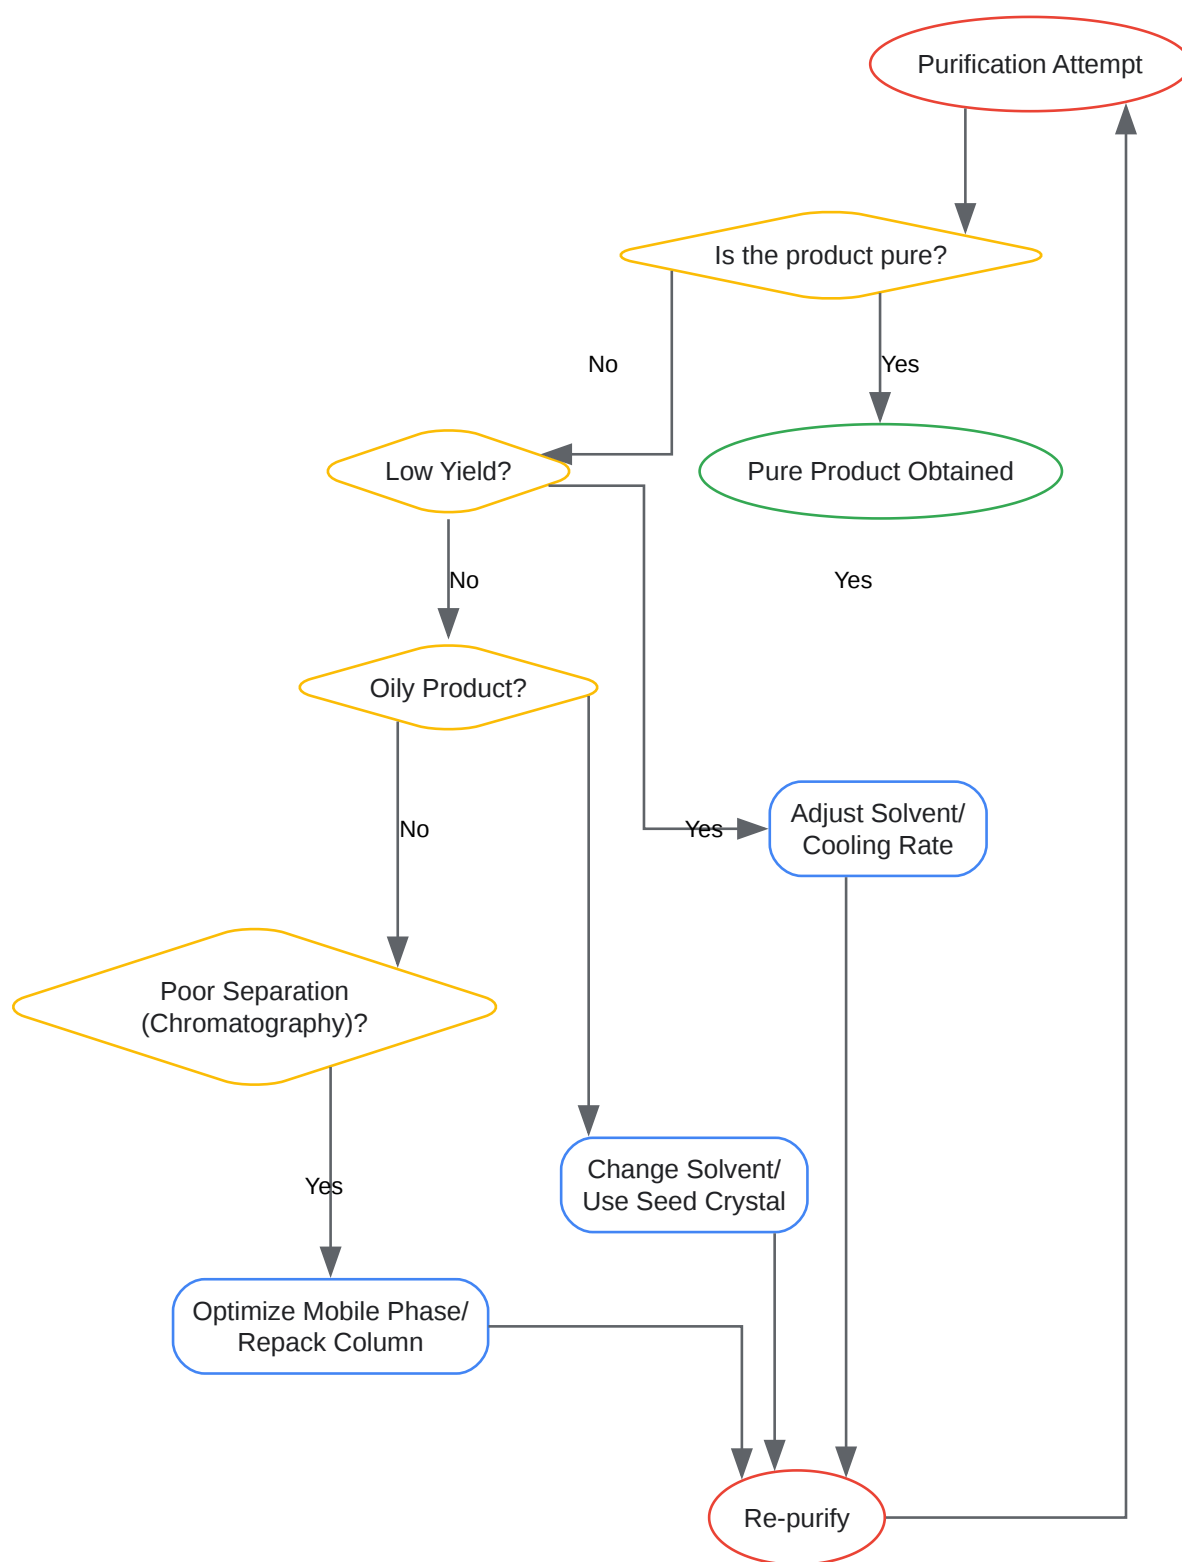 Purification Attempt
Is the product pure?
No
Yes
Low Yield?
Pure Product Obtained
No
Yes
Oily Product?
Adjust Solvent/
Cooling Rate
No
Yes
Poor Separation
(Chromatography)?
Change Solvent/
Use Seed Crystal
Yes
Optimize Mobile Phase/
Repack Column
Re-purify